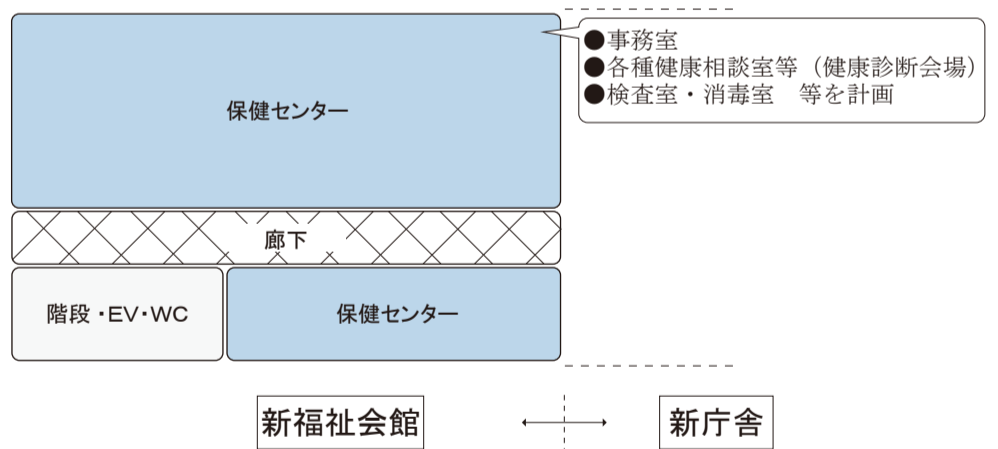 ●事務室
●各種健康相談室等（健康診断会場）
●検査室・消毒室　等を計画
保健センター
廊下
階段・EV・WC
保健センター
新福祉会館
新庁舎